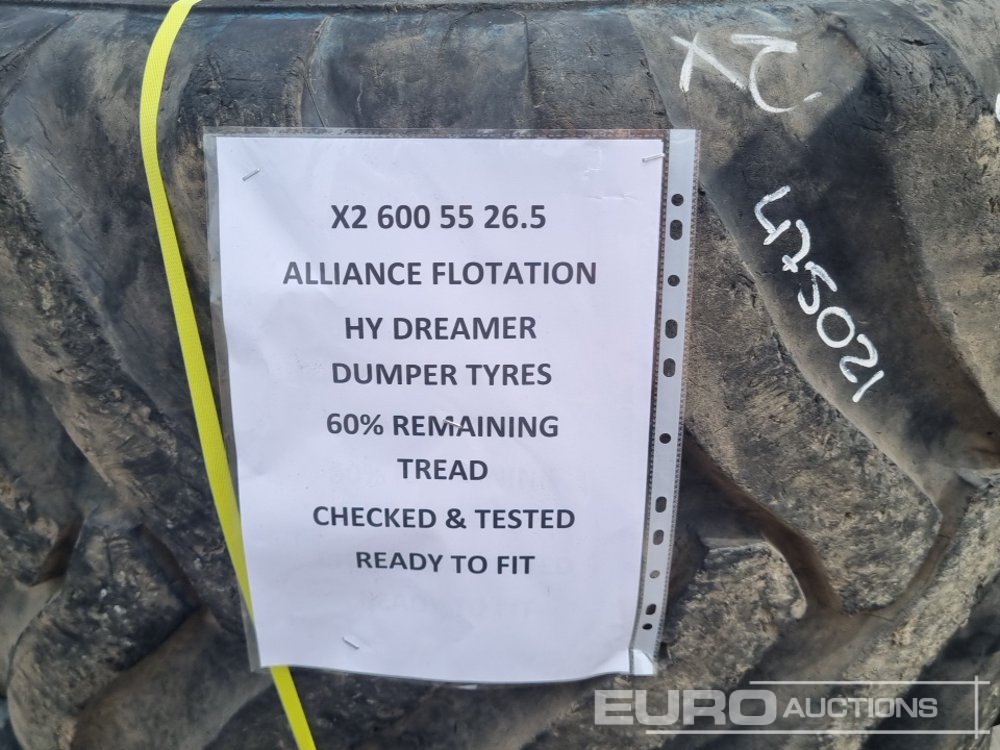 X2 600 55 26.5
ALLIANCE FLOTATION
HY DREAMER
DUMPER TYRES
60% REMAINING
TREAD
CHECKED & TESTED
READY TO FIT
X2
EURO AUCTIONS